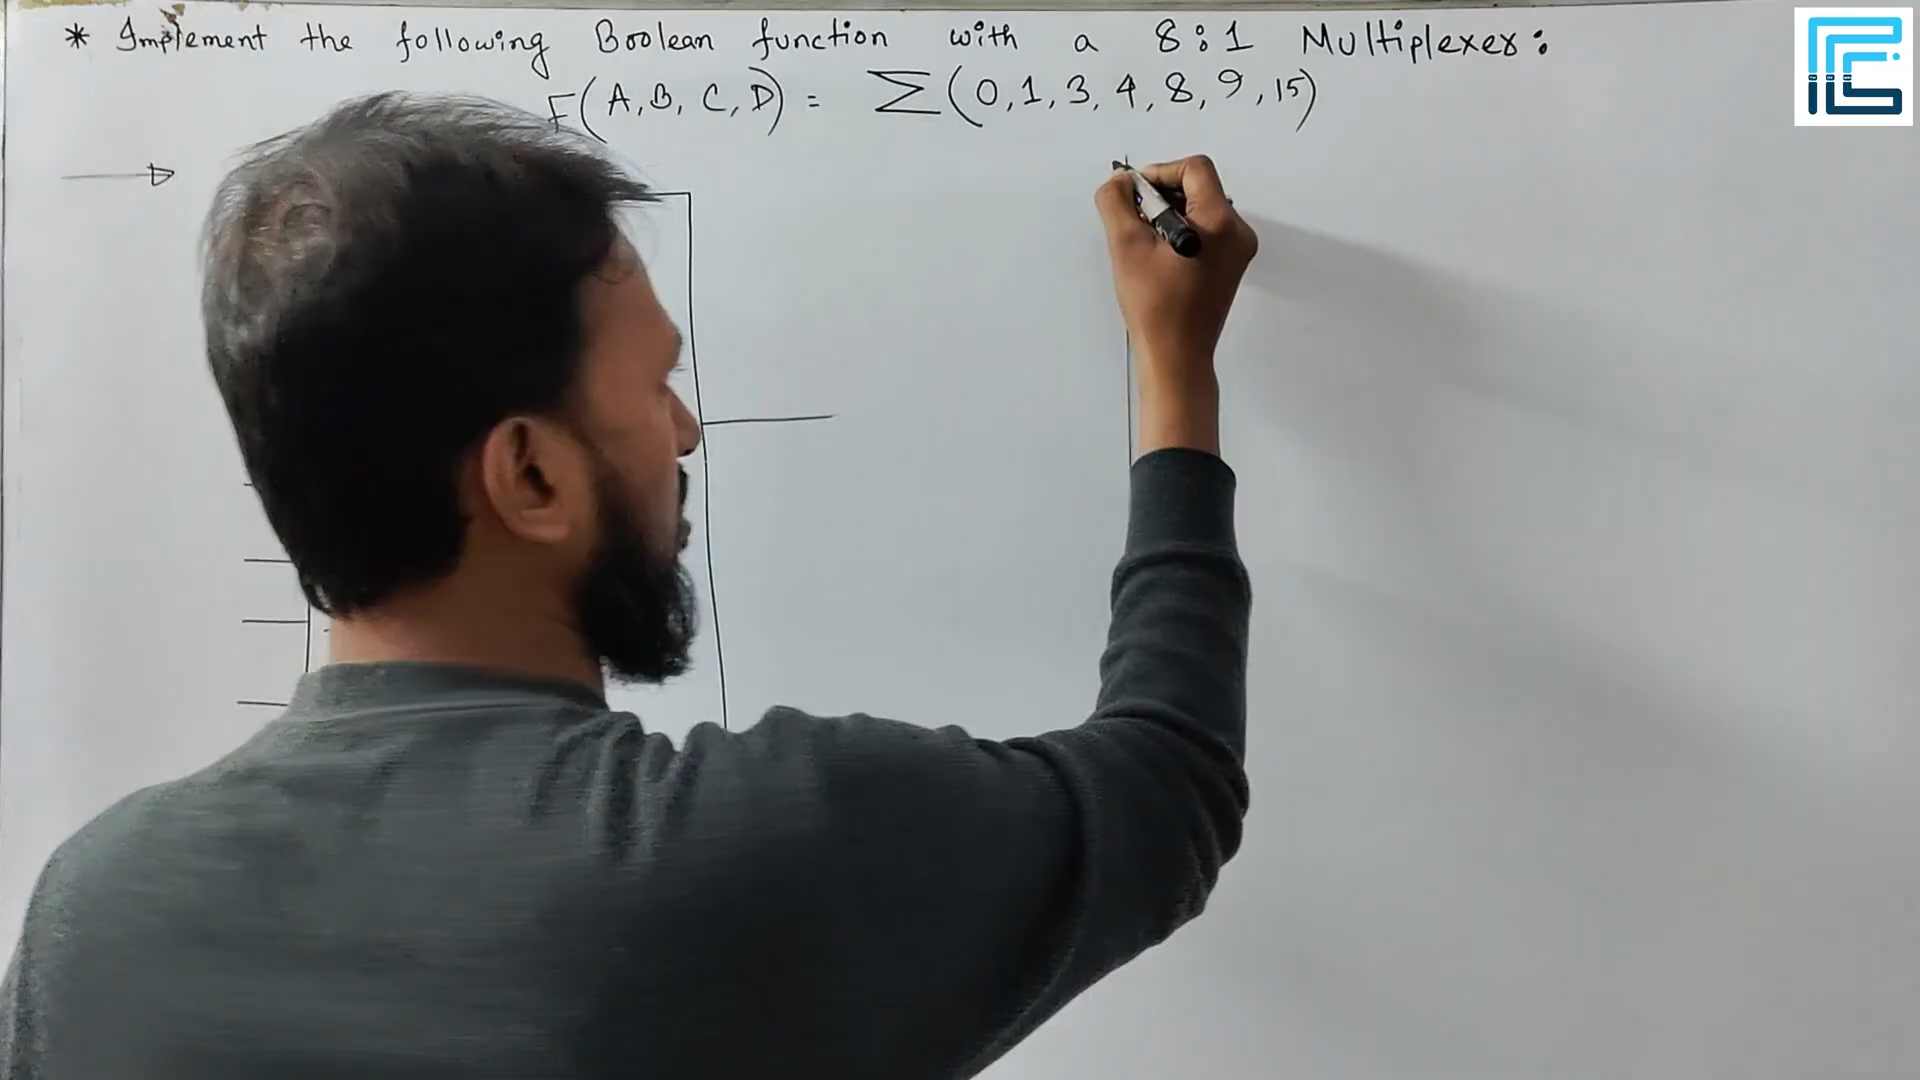 * Implement the following Boolean function with a 8:1 Multiplexer:
F(A, B, C, D) = Σ(0, 1, 3, 4, 8, 9, 15)